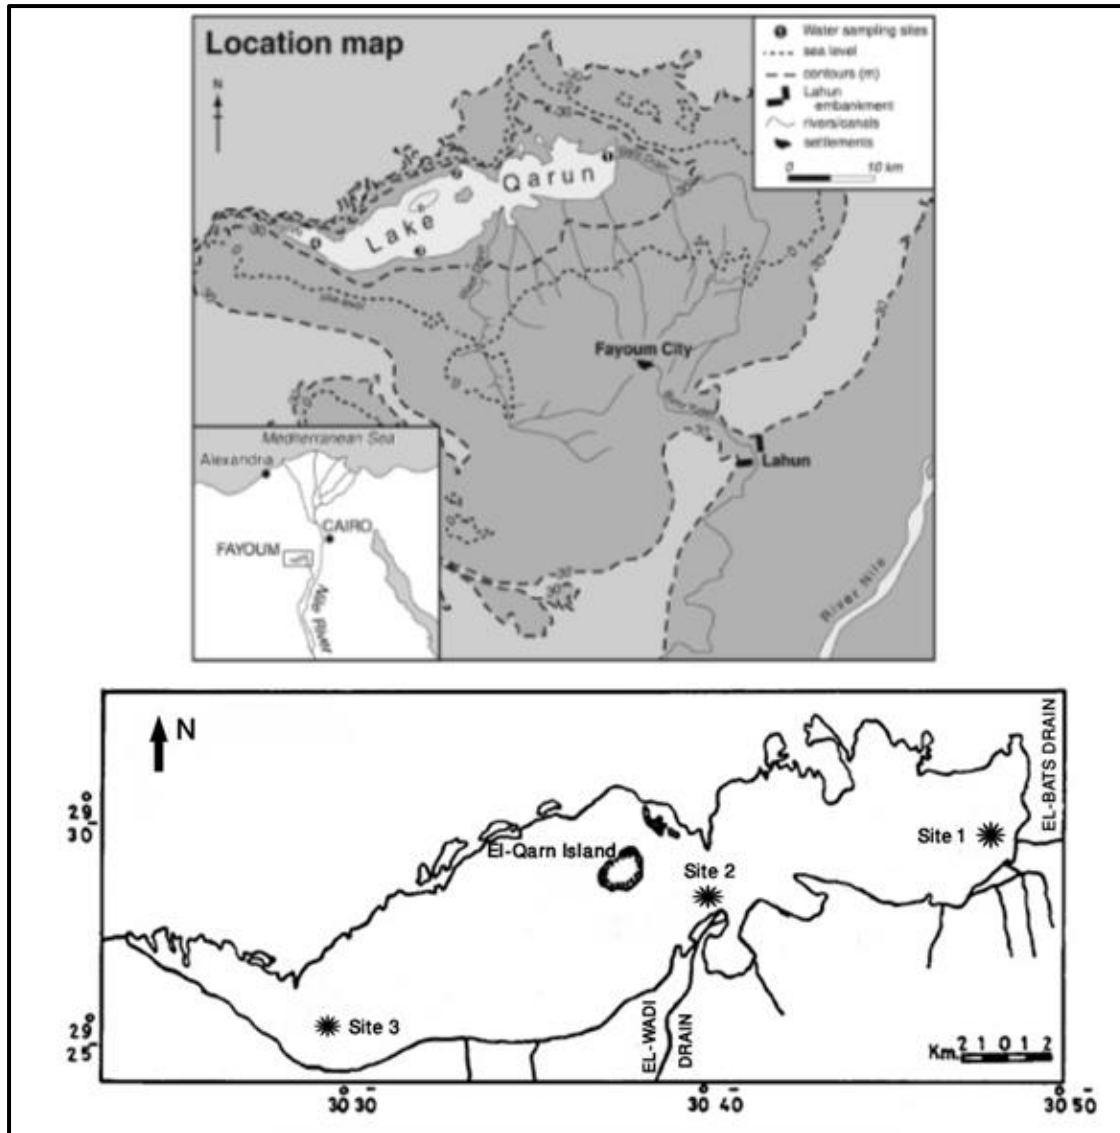 Location map
Water sampling sites
sea level
contours (m)
Lahun
embankment
rivers/canals
settlements
0 10 km
N
Lake Qarun
Fayoum City
Lahun
River Nile
Mediterranean Sea
Alexandria
CAIRO
FAYOUM
Nile River
N
EL-BATS DRAIN
29° 30
Site 1
El-Qarn Island
Site 2
Site 3
EL-WADI
DRAIN
29° 25
Km. 2 1 0 1 2
30 30
30 40
30 50